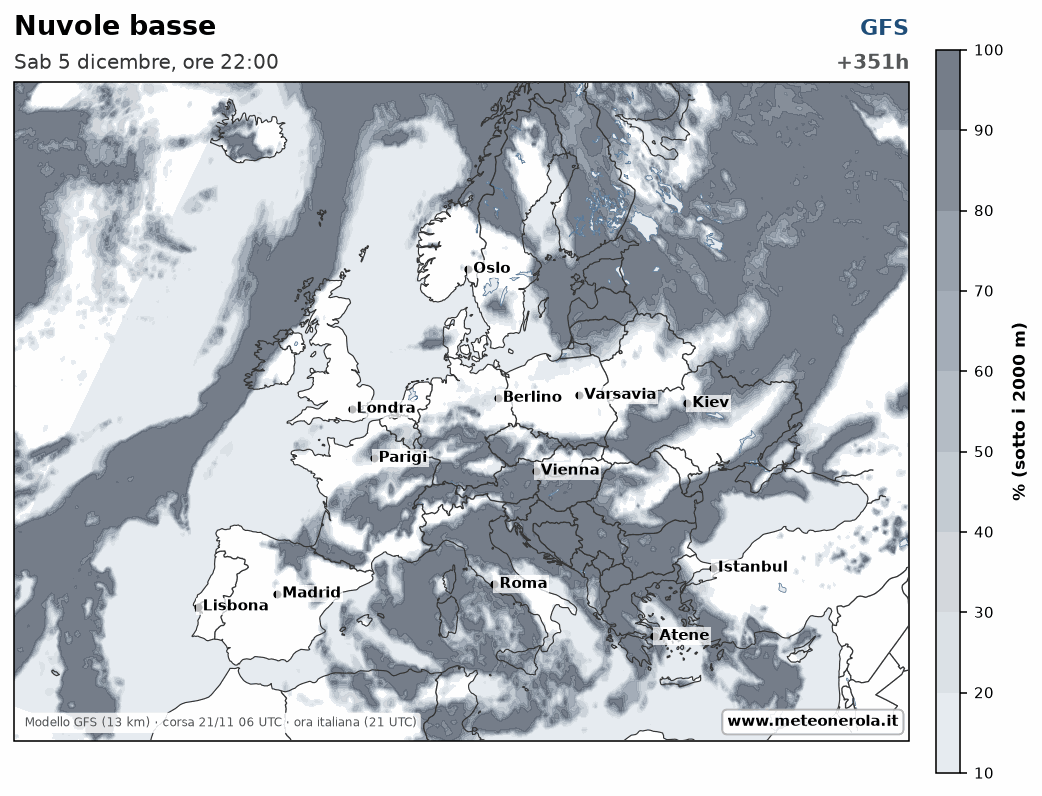 Nuvole basse
GFS
Sab 5 dicembre, ore 22:00
+351h
Oslo
Londra
Berlino
Varsavia
Kiev
Parigi
Vienna
Istanbul
Roma
Madrid
Lisbona
Atene
Modello GFS (13 km) · corsa 21/11 06 UTC · ora italiana (21 UTC)
www.meteonerola.it
100
90
80
70
60
50
40
30
20
10
% (sotto i 2000 m)